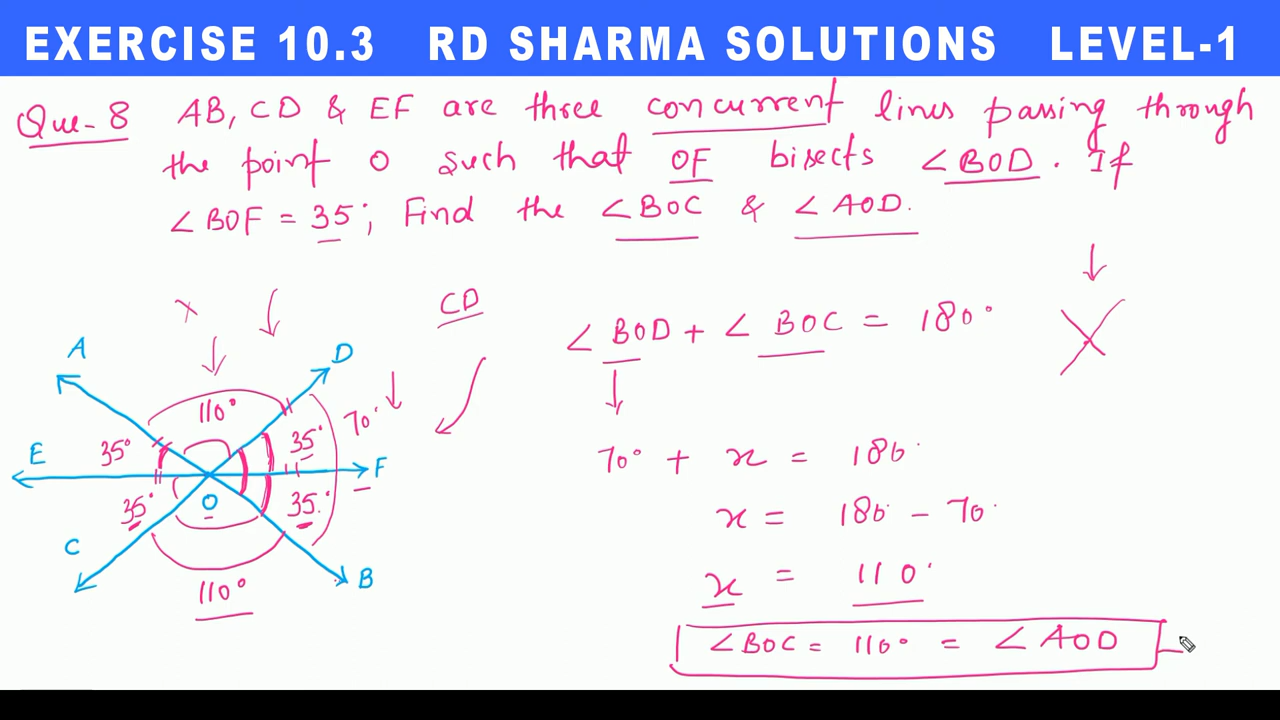 EXERCISE 10.3 RD SHARMA SOLUTIONS LEVEL-1
Que-8 AB, CD & EF are three concurrent lines passing through
the point O such that OF bisects ∠BOD. If
∠BOF = 35°; Find the ∠BOC & ∠AOD.
CD
∠BOD + ∠BOC = 180°
A
D
110°
70°
35°
35°
E
F
70° + x = 180°
O
35°
35°
x = 180° - 70°
C
B
110°
x = 110°
∠BOC = 110° = ∠AOD